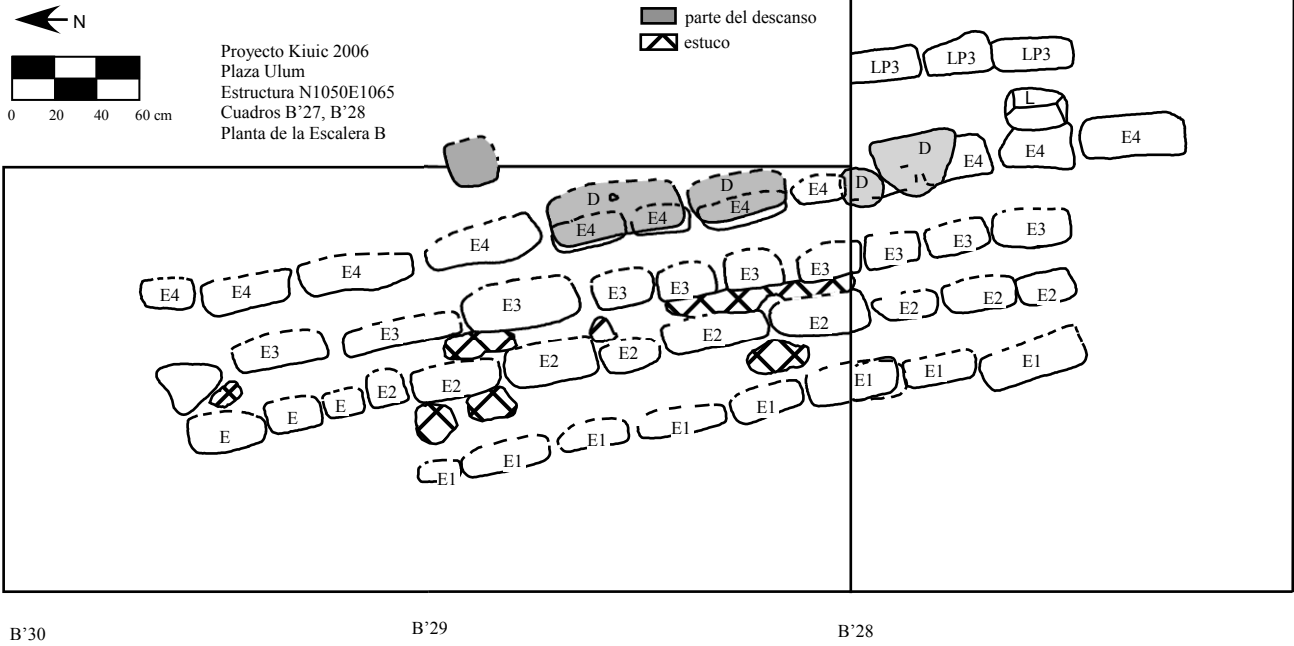 N
0 20 40 60 cm
Proyecto Kiuic 2006
Plaza Ulum
Estructura N1050E1065
Cuadros B’27, B’28
Planta de la Escalera B
parte del descanso
estuco
LP3 LP3 LP3
L
D E4 E4 E4
D D E4 D
E4 E4 E4
E4 E4 E4 E4
E3 E3 E3 E3 E3 E3 E3
E3 E3 E3 E3
E2 E2 E2 E2 E2
E2 E2 E2 E2
E E E
E1 E1 E1
E1 E1 E1 E1 E1
B’30 B’29 B’28